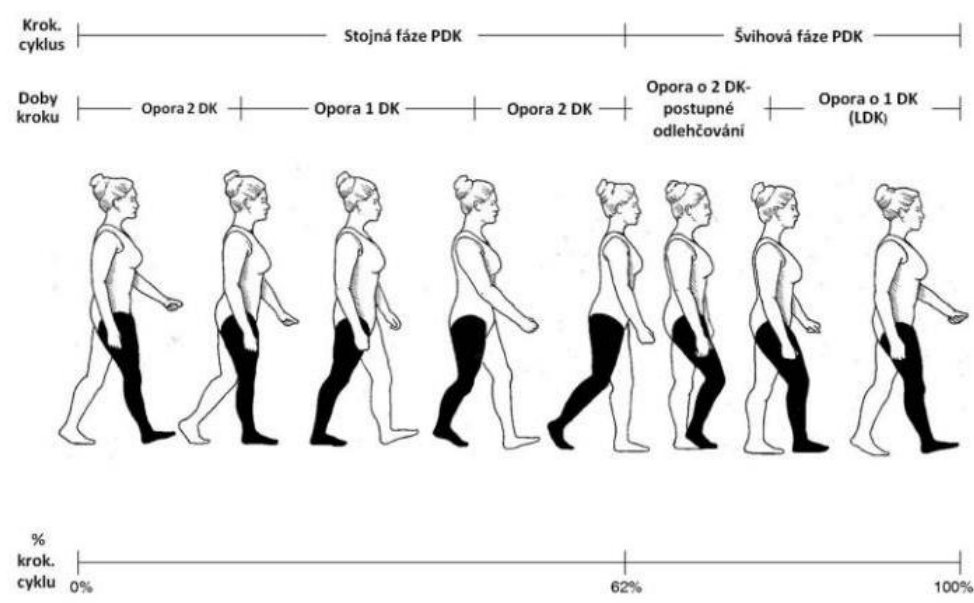 Krok.
cyklus
Stojná fáze PDK
Švihová fáze PDK
Doby
kroku
Opora 2 DK
Opora 1 DK
Opora 2 DK
Opora o 2 DK-
postupné
odlehčování
Opora o 1 DK
(LDK)
%
krok.
cyklu
0%
62%
100%